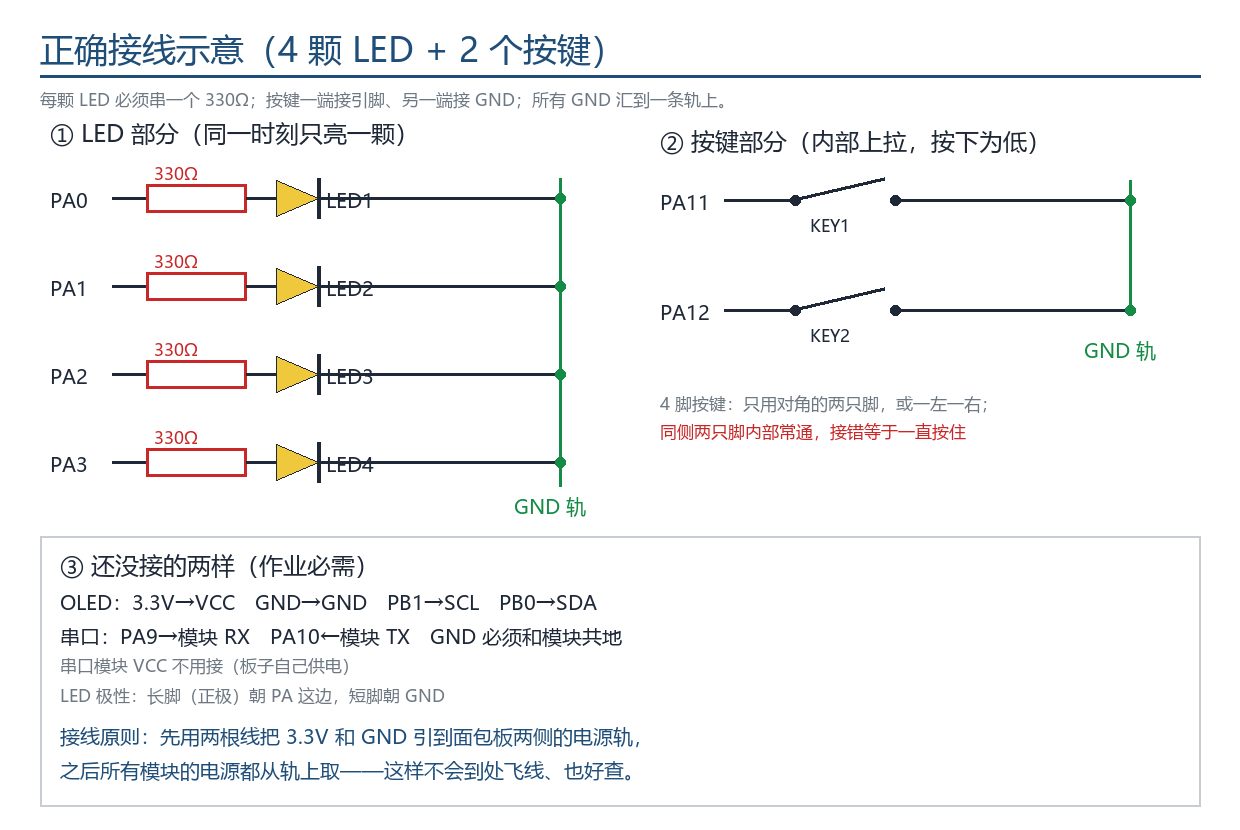 正确接线示意（4 颗 LED + 2 个按键）
每颗 LED 必须串一个 330Ω；按键一端接引脚、另一端接 GND；所有 GND 汇到一条轨上。
① LED 部分（同一时刻只亮一颗）
330Ω
PA0
LED1
330Ω
PA1
LED2
330Ω
PA2
LED3
330Ω
PA3
LED4
GND 轨
② 按键部分（内部上拉，按下为低）
PA11
KEY1
PA12
KEY2
GND 轨
4 脚按键：只用对角的两只脚，或一左一右；
同侧两只脚内部常通，接错等于一直按住
③ 还没接的两样（作业必需）
OLED：3.3V→VCC GND→GND PB1→SCL PB0→SDA
串口：PA9→模块 RX PA10←模块 TX GND 必须和模块共地
串口模块 VCC 不用接（板子自己供电）
LED 极性：长脚（正极）朝 PA 这边，短脚朝 GND
接线原则：先用两根线把 3.3V 和 GND 引到面包板两侧的电源轨，
之后所有模块的电源都从轨上取——这样不会到处飞线、也好查。